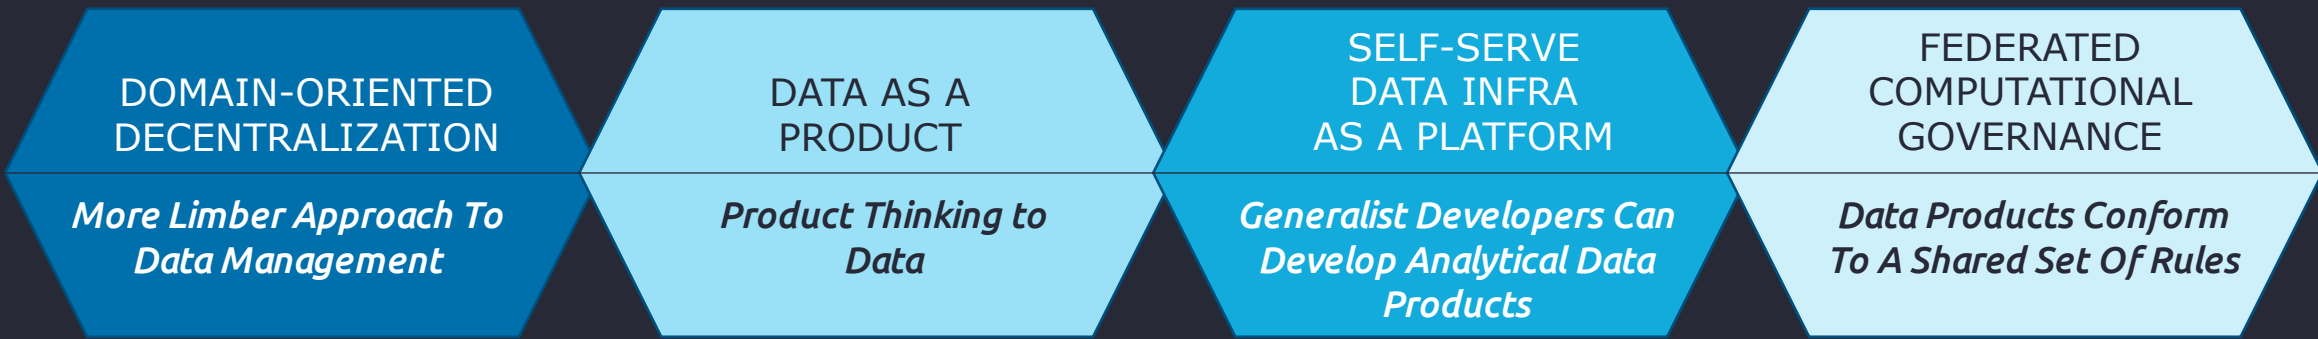 DOMAIN-ORIENTED
DECENTRALIZATION
More Limber Approach To
Data Management
DATA AS A
PRODUCT
Product Thinking to
Data
SELF-SERVE
DATA INFRA
AS A PLATFORM
Generalist Developers Can
Develop Analytical Data
Products
FEDERATED
COMPUTATIONAL
GOVERNANCE
Data Products Conform
To A Shared Set Of Rules